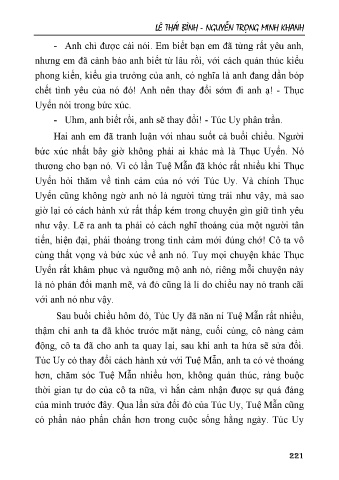 LÊ THÁI BÌNH - NGUYỄN TRỌNG MINH KHANH
- Anh chỉ được cái nói. Em biết bạn em đã từng rất yêu anh,
nhưng em đã cảnh báo anh biết từ lâu rồi, với cách quán thúc kiểu
phong kiến, kiểu gia trưởng của anh, có nghĩa là anh đang dần bóp
chết tình yêu của nó đó! Anh nên thay đổi sớm đi anh ạ! - Thục
Uyển nói trong bức xúc.
- Uhm, anh biết rồi, anh sẽ thay đổi! - Túc Uy phân trần.
Hai anh em đã tranh luận với nhau suốt cả buổi chiều. Người
bức xúc nhất bây giờ không phải ai khác mà là Thục Uyển. Nó
thương cho bạn nó. Vì có lần Tuệ Mẫn đã khóc rất nhiều khi Thục
Uyển hỏi thăm về tình cảm của nó với Túc Uy. Và chính Thục
Uyển cũng không ngờ anh nó là người từng trải như vậy, mà sao
giờ lại có cách hành xử rất thấp kém trong chuyện gìn giữ tình yêu
như vậy. Lẽ ra anh ta phải có cách nghĩ thoáng của một người tân
tiến, hiện đại, phải thoáng trong tình cảm mới đúng chớ! Cô ta vô
cùng thất vọng và bức xúc về anh nó. Tuy mọi chuyện khác Thục
Uyển rất khâm phục và ngưỡng mộ anh nó, riêng mỗi chuyện này
là nó phản đối mạnh mẽ, và đó cũng là lí do chiều nay nó tranh cãi
với anh nó như vậy.
Sau buổi chiều hôm đó, Túc Uy đã năn nỉ Tuệ Mẫn rất nhiều,
thậm chí anh ta đã khóc trước mặt nàng, cuối cùng, cô nàng cảm
động, cô ta đã cho anh ta quay lại, sau khi anh ta hứa sẽ sửa đổi.
Túc Uy có thay đổi cách hành xử với Tuệ Mẫn, anh ta có vẻ thoáng
hơn, chăm sóc Tuệ Mẫn nhiều hơn, không quán thúc, ràng buộc
thời gian tự do của cô ta nữa, vì hắn cảm nhận được sự quá đáng
của mình trước đây. Qua lần sửa đổi đó của Túc Uy, Tuệ Mẫn cũng
có phần nào phấn chấn hơn trong cuộc sống hằng ngày. Túc Uy
221